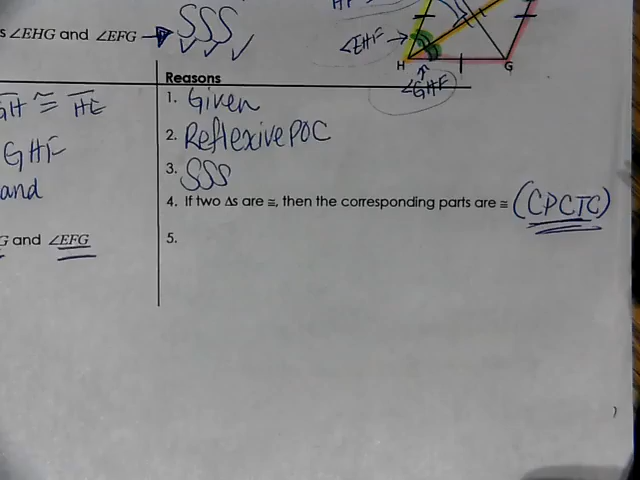 s ∠EHG and ∠EFG → SSS
∠EHF →
H
G
∠GHF
Reasons
GH ≅ HE
1. Given
GHF
2. Reflexive POC
and
3. SSS
4. If two Δs are ≅, then the corresponding parts are ≅ (CPCTC)
G and ∠EFG
5.